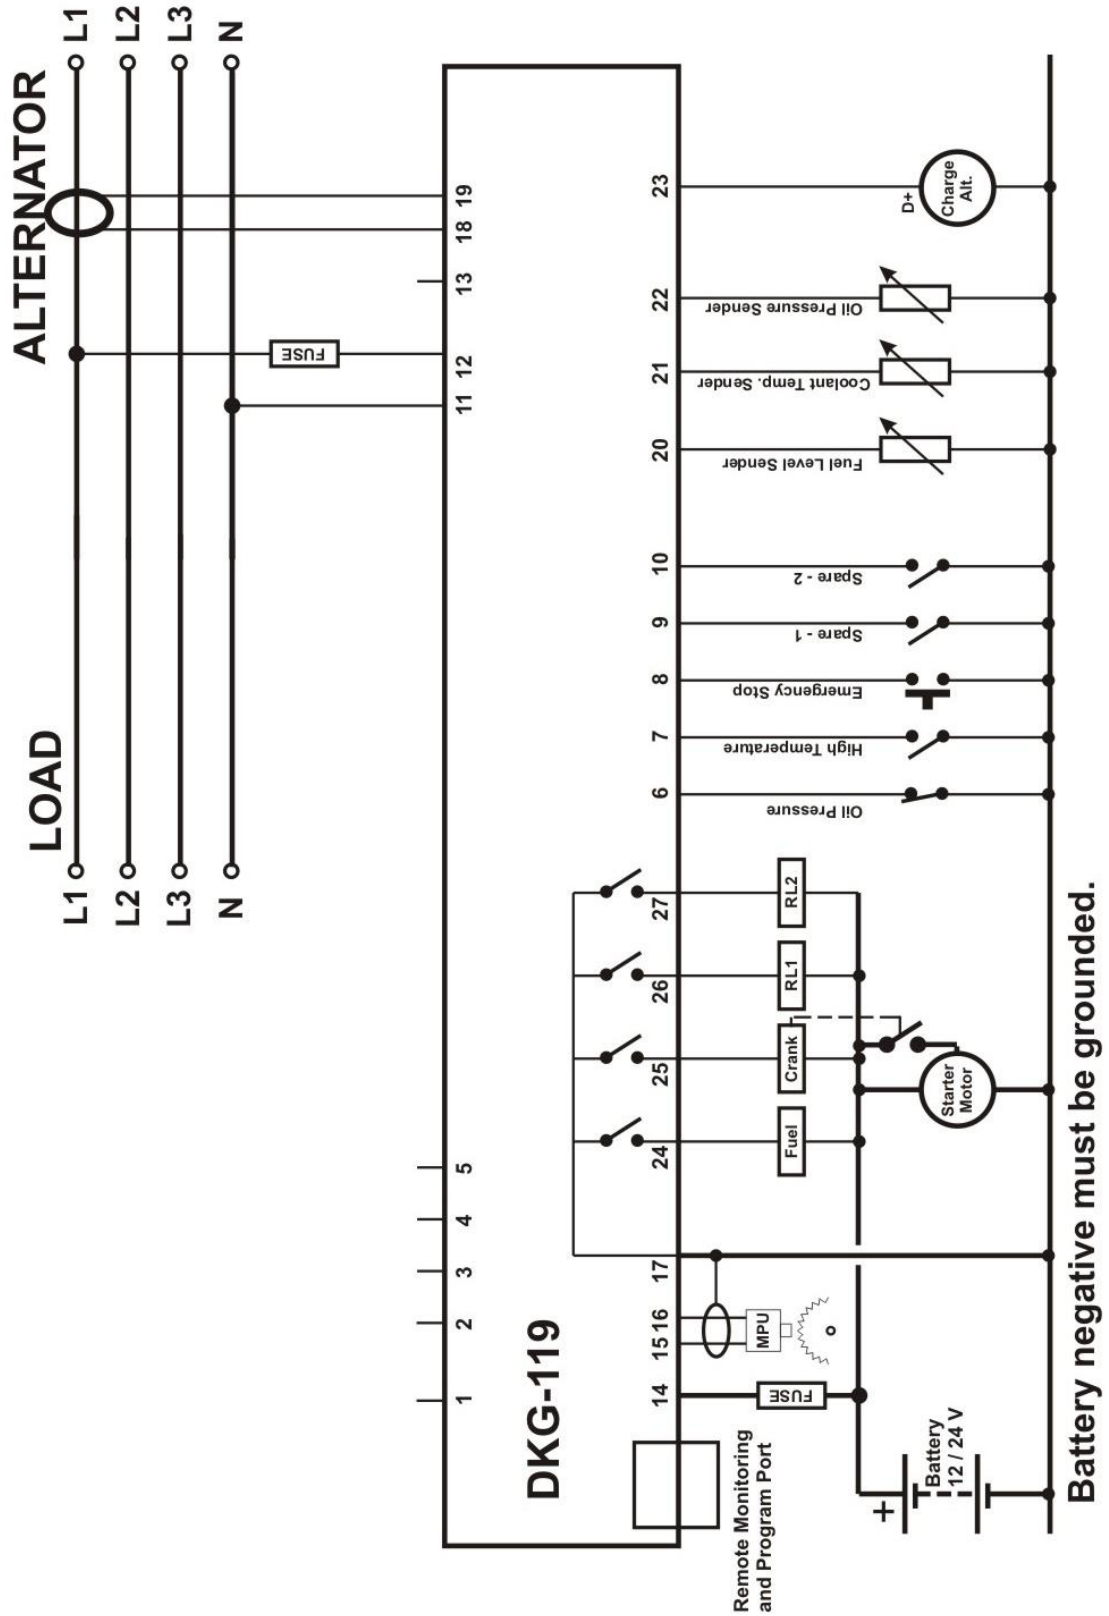 LOAD
ALTERNATOR
L1
L1
L2
L2
L3
L3
N
N
FUSE
1 2 3 4 5 11 12 13 18 19
DKG-119
14 15 16 17 24 25 26 27 6 7 8 9 10 20 21 22 23
Remote Monitoring
and Program Port
FUSE
MPU
Fuel
Crank
RL1
RL2
Oil Pressure
High Temperature
Emergency Stop
Spare - 1
Spare - 2
Fuel Level Sender
Coolant Temp. Sender
Oil Pressure Sender
D+
Charge
Alt.
+
Battery
12 / 24 V
Starter
Motor
Battery negative must be grounded.